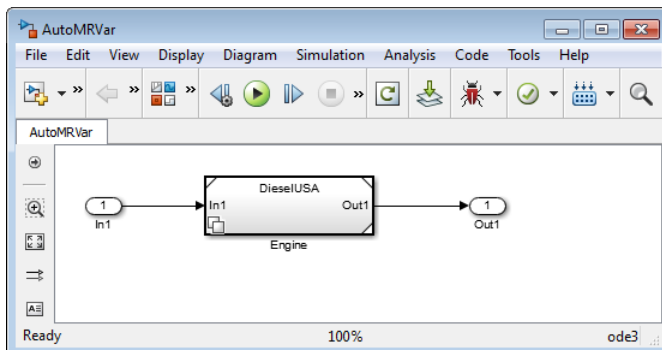 AutoMRVar
File Edit View Display Diagram Simulation Analysis Code Tools Help
» » » C
AutoMRVar
DieselUSA
1 In1 Out1 1
In1 Out1
Engine
A
Ready 100% ode3